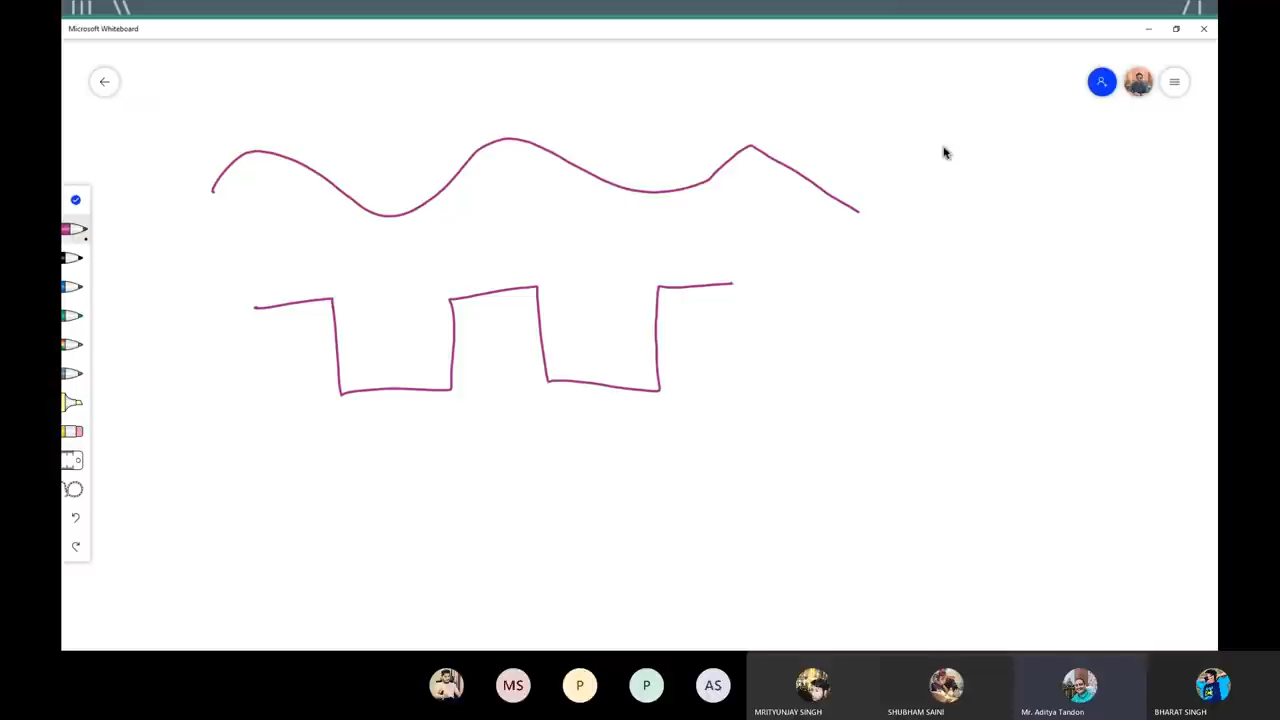 Microsoft Whiteboard
MS
P
P
AS
MRITYUNJAY SINGH
SHUBHAM SAINI
Mr. Aditya Tandon
BHARAT SINGH